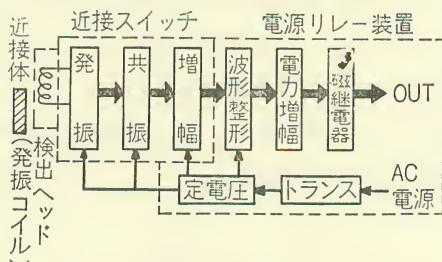 近接スイッチ
電源リレー装置
近接体
検出ヘッド
(発振コイル)
発振
共振
増幅
波形整形
電力増幅
磁継電器
OUT
定電圧
トランス
AC
電源